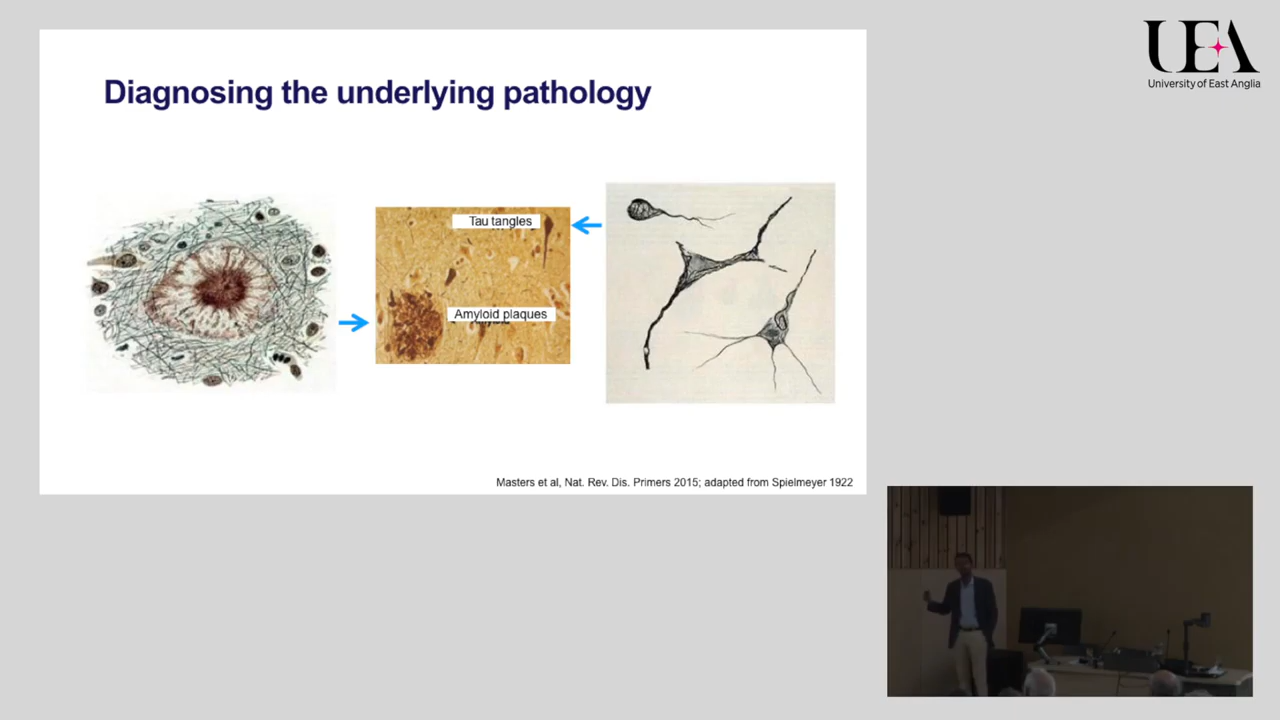 UEA
University of East Anglia
Diagnosing the underlying pathology
Tau tangles
Amyloid plaques
Masters et al, Nat. Rev. Dis. Primers 2015; adapted from Spielmeyer 1922